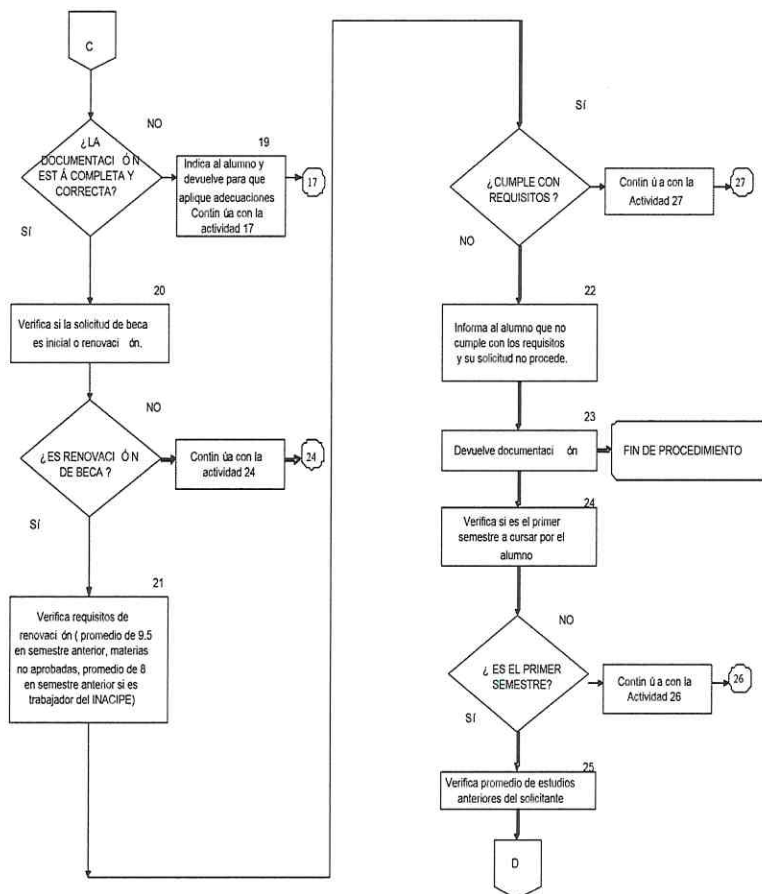 C
NO
¿LA
DOCUMENTACI ÓN
EST Á COMPLETA Y
CORRECTA?
19
Indica al alumno y
devuelve para que
aplique adecuaciones
Contin úa con la
actividad 17
17
SÍ
20
Verifica si la solicitud de beca
es inicial o renovaci ón.
NO
¿ES RENOVACI ÓN
DE BECA ?
Contin úa con la
actividad 24
24
SÍ
21
Verifica requisitos de
renovaci ón ( promedio de 9.5
en semestre anterior, materias
no aprobadas, promedio de 8
en semestre anterior si es
trabajador del INACIPE)
SÍ
¿CUMPLE CON
REQUISITOS ?
Contin ú a con la
Actividad 27
27
NO
22
Informa al alumno que no
cumple con los requisitos
y su solicitud no procede.
23
Devuelve documentaci ón
FIN DE PROCEDIMIENTO
24
Verifica si es el primer
semestre a cursar por el
alumno
NO
¿ ES EL PRIMER
SEMESTRE?
Contin ú a con la
Actividad 26
26
SÍ
25
Verifica promedio de estudios
anteriores del solicitante
D